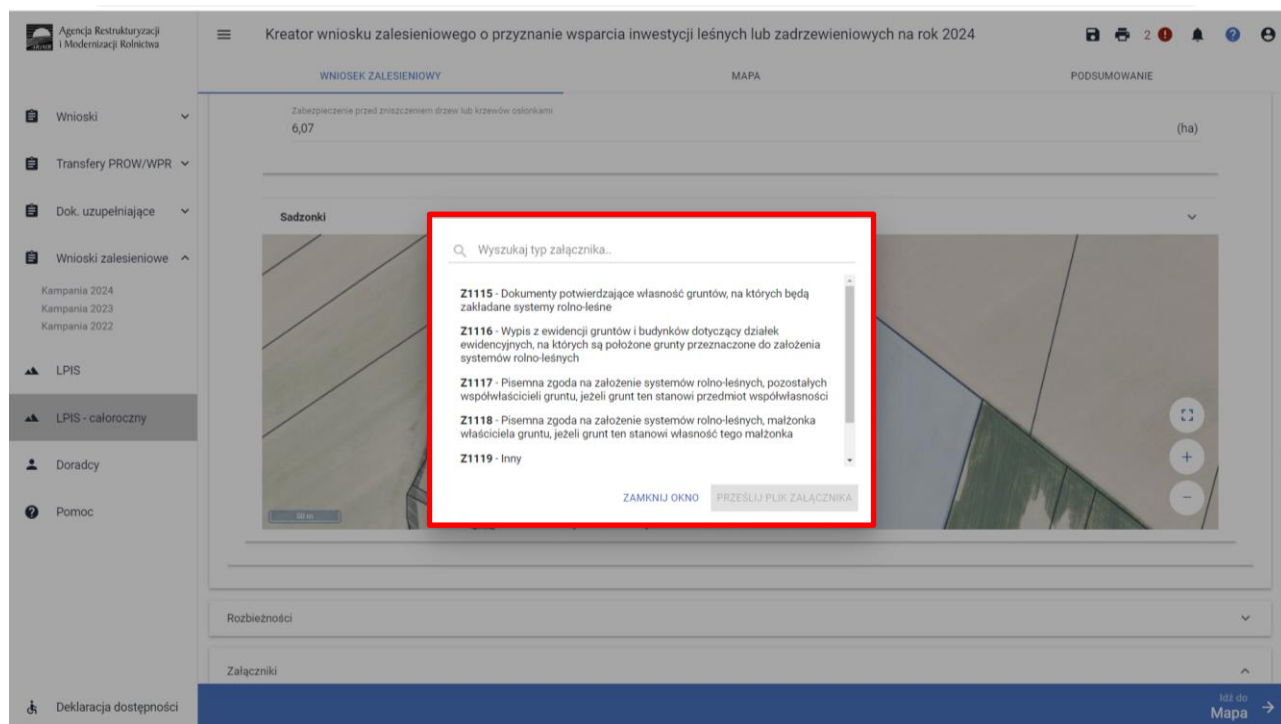 Agencja Restrukturyzacji
i Modernizacji Rolnictwa
Kreator wniosku zalesieniowego o przyznanie wsparcia inwestycji leśnych lub zadrzewieniowych na rok 2024
2
WNIOSEK ZALESIENIOWY
MAPA
PODSUMOWANIE
Wnioski
Transfery PROW/WPR
Dok. uzupełniające
Wnioski zalesieniowe
Kampania 2024
Kampania 2023
Kampania 2022
LPIS
LPIS - całoroczny
Doradcy
Pomoc
Deklaracja dostępności
Zabezpieczenie przed zniszczeniem drzew lub krzewów osłonkami
6,07
(ha)
Sadzonki
Wyszukaj typ załącznika..
Z1115 - Dokumenty potwierdzające własność gruntów, na których będą
zakładane systemy rolno-leśne
Z1116 - Wypis z ewidencji gruntów i budynków dotyczący działek
ewidencyjnych, na których są położone grunty przeznaczone do założenia
systemów rolno-leśnych
Z1117 - Pisemna zgoda na założenie systemów rolno-leśnych, pozostałych
współwłaścicieli gruntu, jeżeli grunt ten stanowi przedmiot współwłasności
Z1118 - Pisemna zgoda na założenie systemów rolno-leśnych, małżonka
właściciela gruntu, jeżeli grunt ten stanowi własność tego małżonka
Z1119 - Inny
ZAMKNIJ OKNO
PRZEŚLIJ PLIK ZAŁĄCZNIKA
50 m
Rozbieżności
Załączniki
Idź do
Mapa